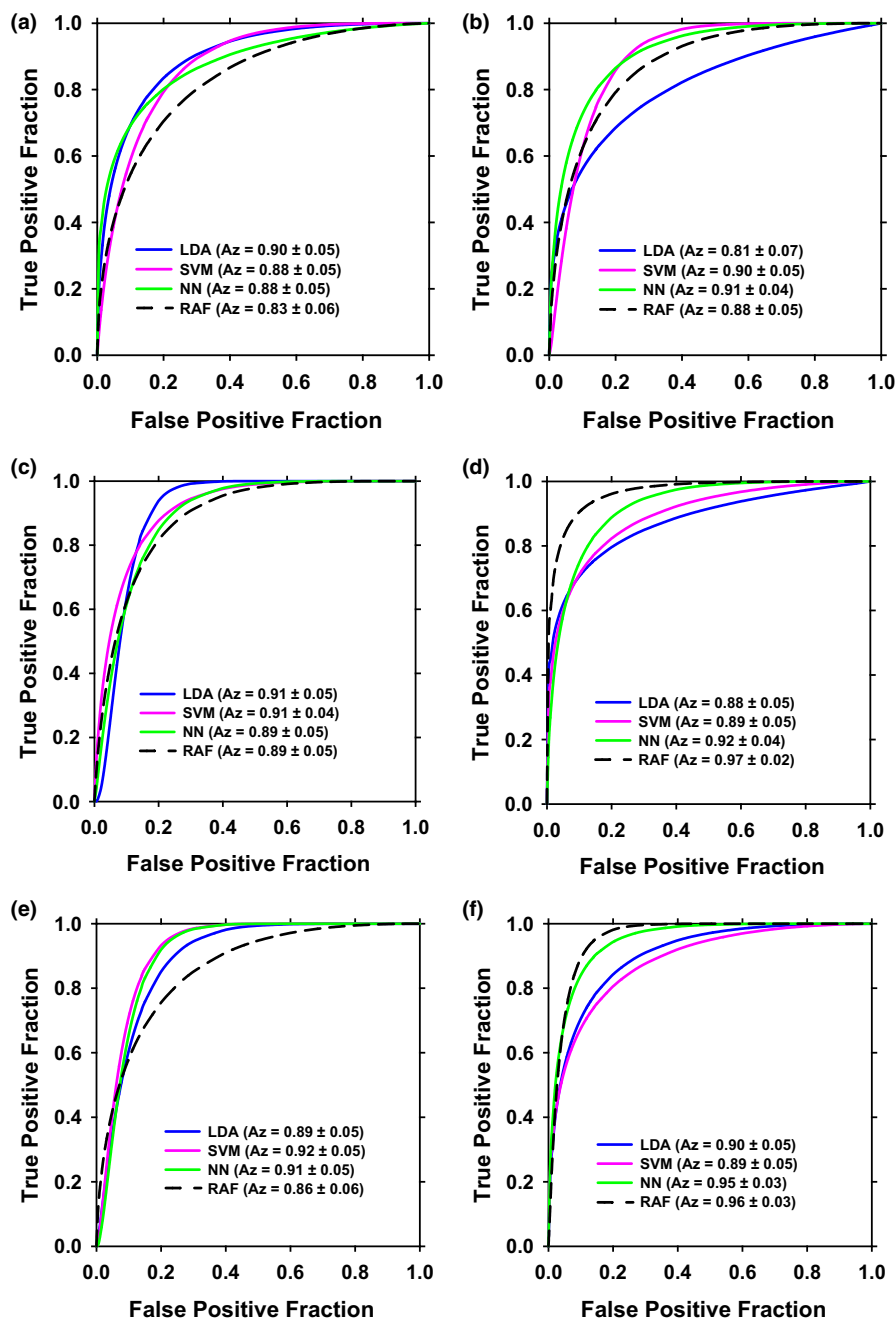 (a)
True Positive Fraction
1.0
0.8
0.6
0.4
0.2
0.0
LDA (Az = 0.90 ± 0.05)
SVM (Az = 0.88 ± 0.05)
NN (Az = 0.88 ± 0.05)
RAF (Az = 0.83 ± 0.06)
0.0 0.2 0.4 0.6 0.8 1.0
False Positive Fraction
(b)
True Positive Fraction
1.0
0.8
0.6
0.4
0.2
0.0
LDA (Az = 0.81 ± 0.07)
SVM (Az = 0.90 ± 0.05)
NN (Az = 0.91 ± 0.04)
RAF (Az = 0.88 ± 0.05)
0.0 0.2 0.4 0.6 0.8 1.0
False Positive Fraction
(c)
True Positive Fraction
1.0
0.8
0.6
0.4
0.2
0.0
LDA (Az = 0.91 ± 0.05)
SVM (Az = 0.91 ± 0.04)
NN (Az = 0.89 ± 0.05)
RAF (Az = 0.89 ± 0.05)
0.0 0.2 0.4 0.6 0.8 1.0
False Positive Fraction
(d)
True Positive Fraction
1.0
0.8
0.6
0.4
0.2
0.0
LDA (Az = 0.88 ± 0.05)
SVM (Az = 0.89 ± 0.05)
NN (Az = 0.92 ± 0.04)
RAF (Az = 0.97 ± 0.02)
0.0 0.2 0.4 0.6 0.8 1.0
False Positive Fraction
(e)
True Positive Fraction
1.0
0.8
0.6
0.4
0.2
0.0
LDA (Az = 0.89 ± 0.05)
SVM (Az = 0.92 ± 0.05)
NN (Az = 0.91 ± 0.05)
RAF (Az = 0.86 ± 0.06)
0.0 0.2 0.4 0.6 0.8 1.0
False Positive Fraction
(f)
True Positive Fraction
1.0
0.8
0.6
0.4
0.2
0.0
LDA (Az = 0.90 ± 0.05)
SVM (Az = 0.89 ± 0.05)
NN (Az = 0.95 ± 0.03)
RAF (Az = 0.96 ± 0.03)
0.0 0.2 0.4 0.6 0.8 1.0
False Positive Fraction